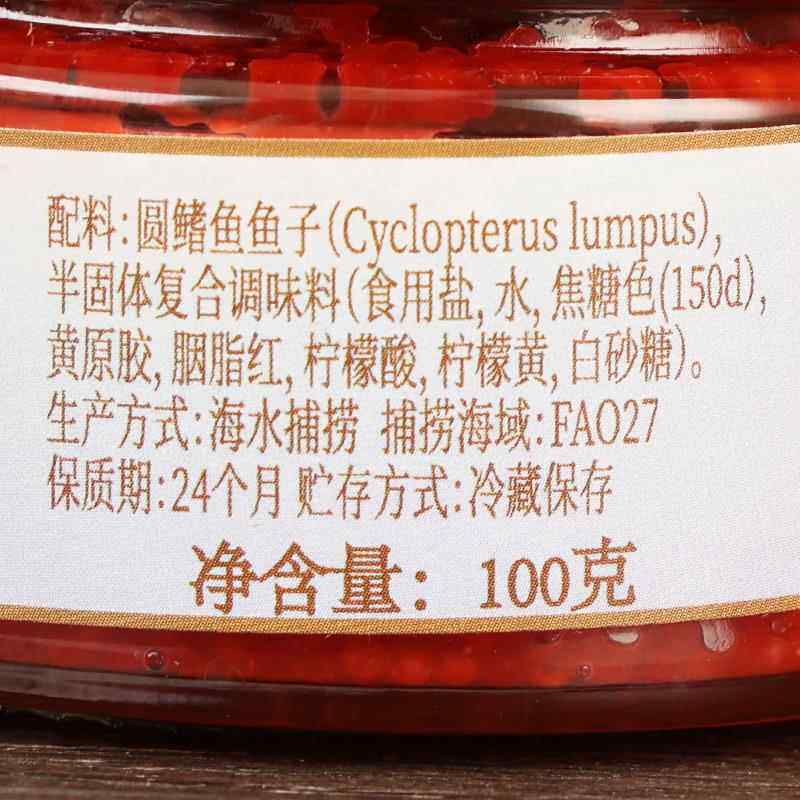 配料:圆鳍鱼鱼子(Cyclopterus lumpus),
半固体复合调味料(食用盐,水,焦糖色(150d),
黄原胶,胭脂红,柠檬酸,柠檬黄,白砂糖)。
生产方式:海水捕捞 捕捞海域:FAO27
保质期:24个月 贮存方式:冷藏保存
净含量：100克